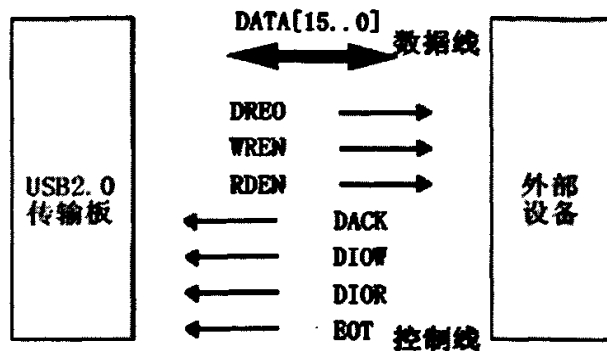 DATA[15..0]
数据线
DREQ
WREN
RDEN
USB2.0
传输板
外部
设备
DACK
DIOW
DIOR
EOT
控制线